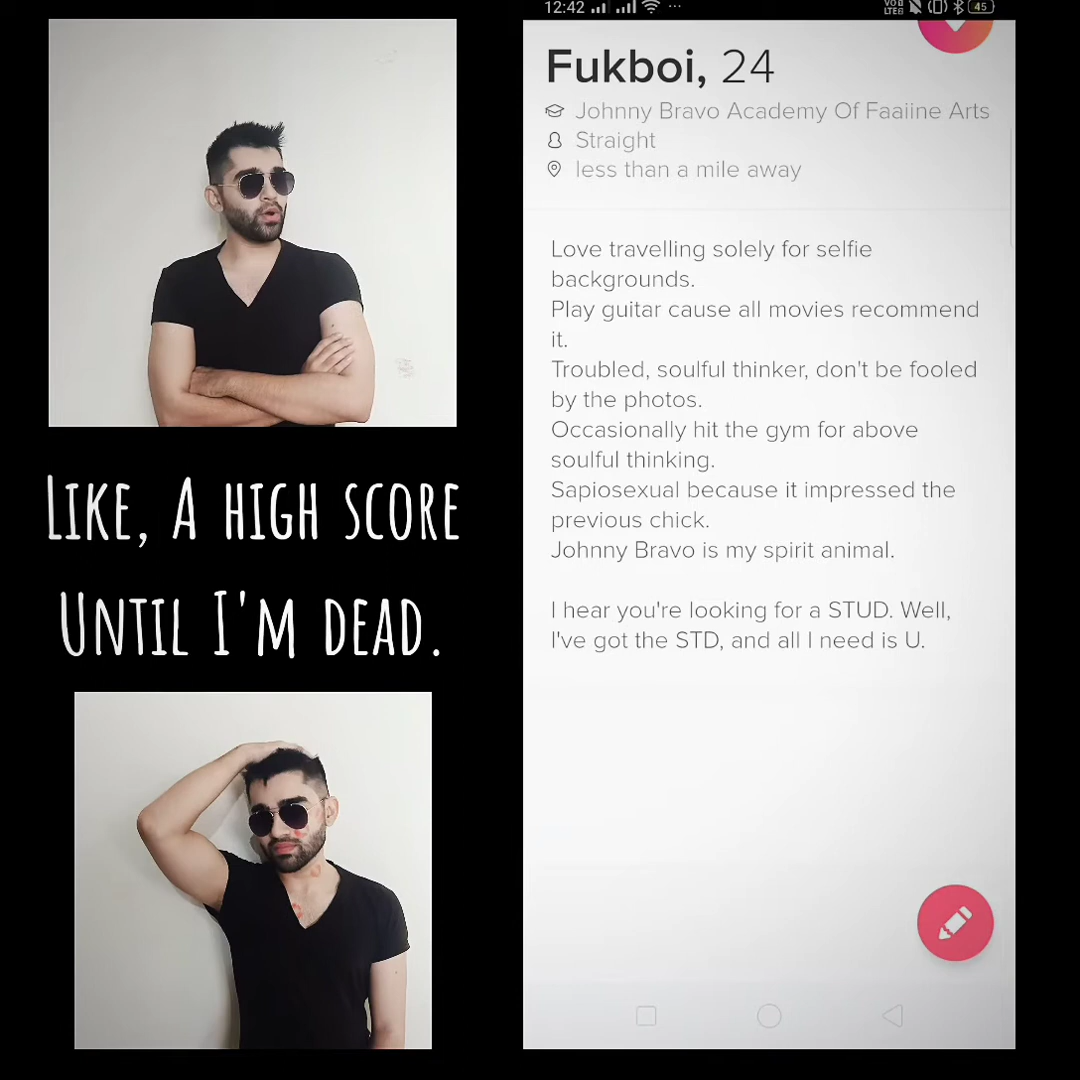 LIKE, A HIGH SCORE
UNTIL I'M DEAD.
12:42
VO
LTE2
45
Fukboi, 24
Johnny Bravo Academy Of Faaiine Arts
Straight
less than a mile away
Love travelling solely for selfie
backgrounds.
Play guitar cause all movies recommend
it.
Troubled, soulful thinker, don't be fooled
by the photos.
Occasionally hit the gym for above
soulful thinking.
Sapiosexual because it impressed the
previous chick.
Johnny Bravo is my spirit animal.
I hear you're looking for a STUD. Well,
I've got the STD, and all I need is U.